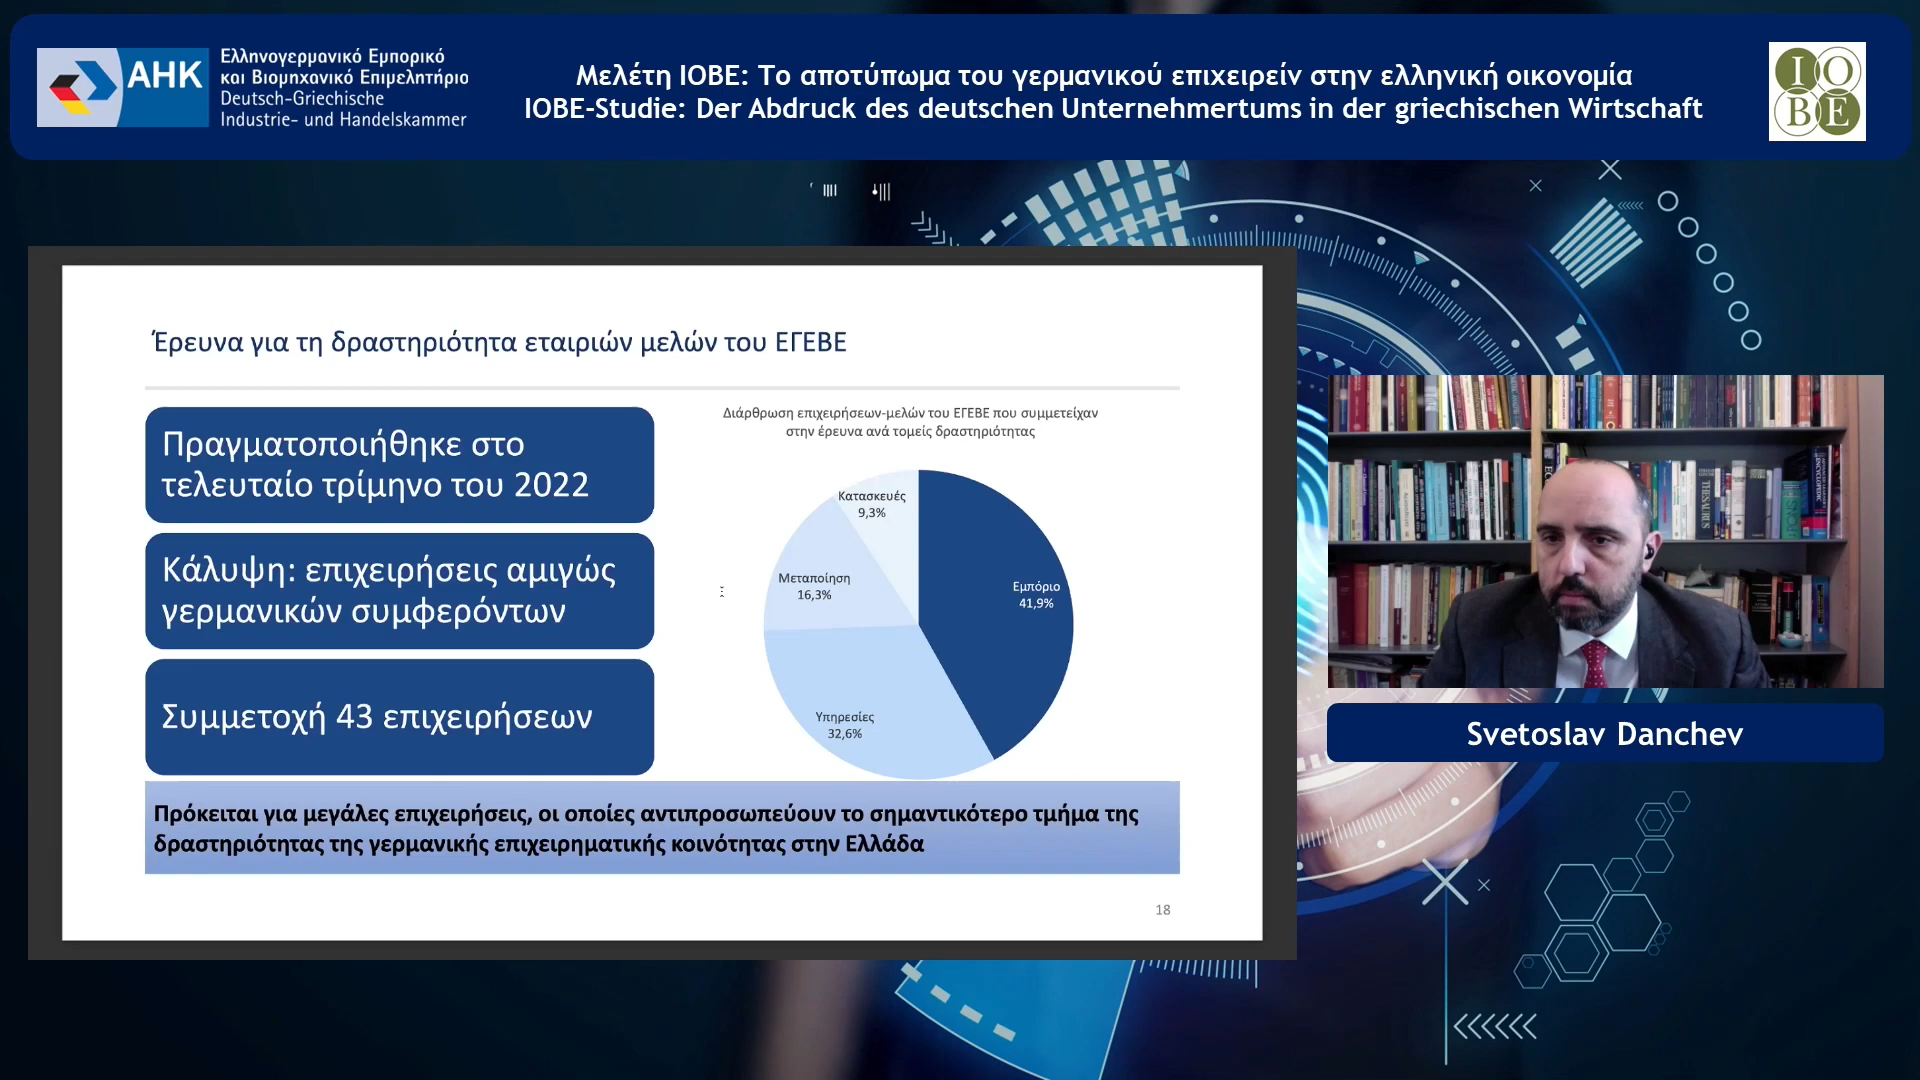 AHK
Ελληνογερμανικό Εμπορικό
και Βιομηχανικό Επιμελητήριο
Deutsch-Griechische
Industrie- und Handelskammer
Μελέτη ΙΟΒΕ: Το αποτύπωμα του γερμανικού επιχειρείν στην ελληνική οικονομία
IOBE-Studie: Der Abdruck des deutschen Unternehmertums in der griechischen Wirtschaft
IO
BE
Έρευνα για τη δραστηριότητα εταιριών μελών του ΕΓΕΒΕ
Πραγματοποιήθηκε στο
τελευταίο τρίμηνο του 2022
Κάλυψη: επιχειρήσεις αμιγώς
γερμανικών συμφερόντων
Συμμετοχή 43 επιχειρήσεων
Διάρθρωση επιχειρήσεων-μελών του ΕΓΕΒΕ που συμμετείχαν
στην έρευνα ανά τομείς δραστηριότητας
Κατασκευές
9,3%
Μεταποίηση
16,3%
Εμπόριο
41,9%
Υπηρεσίες
32,6%
Πρόκειται για μεγάλες επιχειρήσεις, οι οποίες αντιπροσωπεύουν το σημαντικότερο τμήμα της
δραστηριότητας της γερμανικής επιχειρηματικής κοινότητας στην Ελλάδα
18
THESAURUS
Svetoslav Danchev